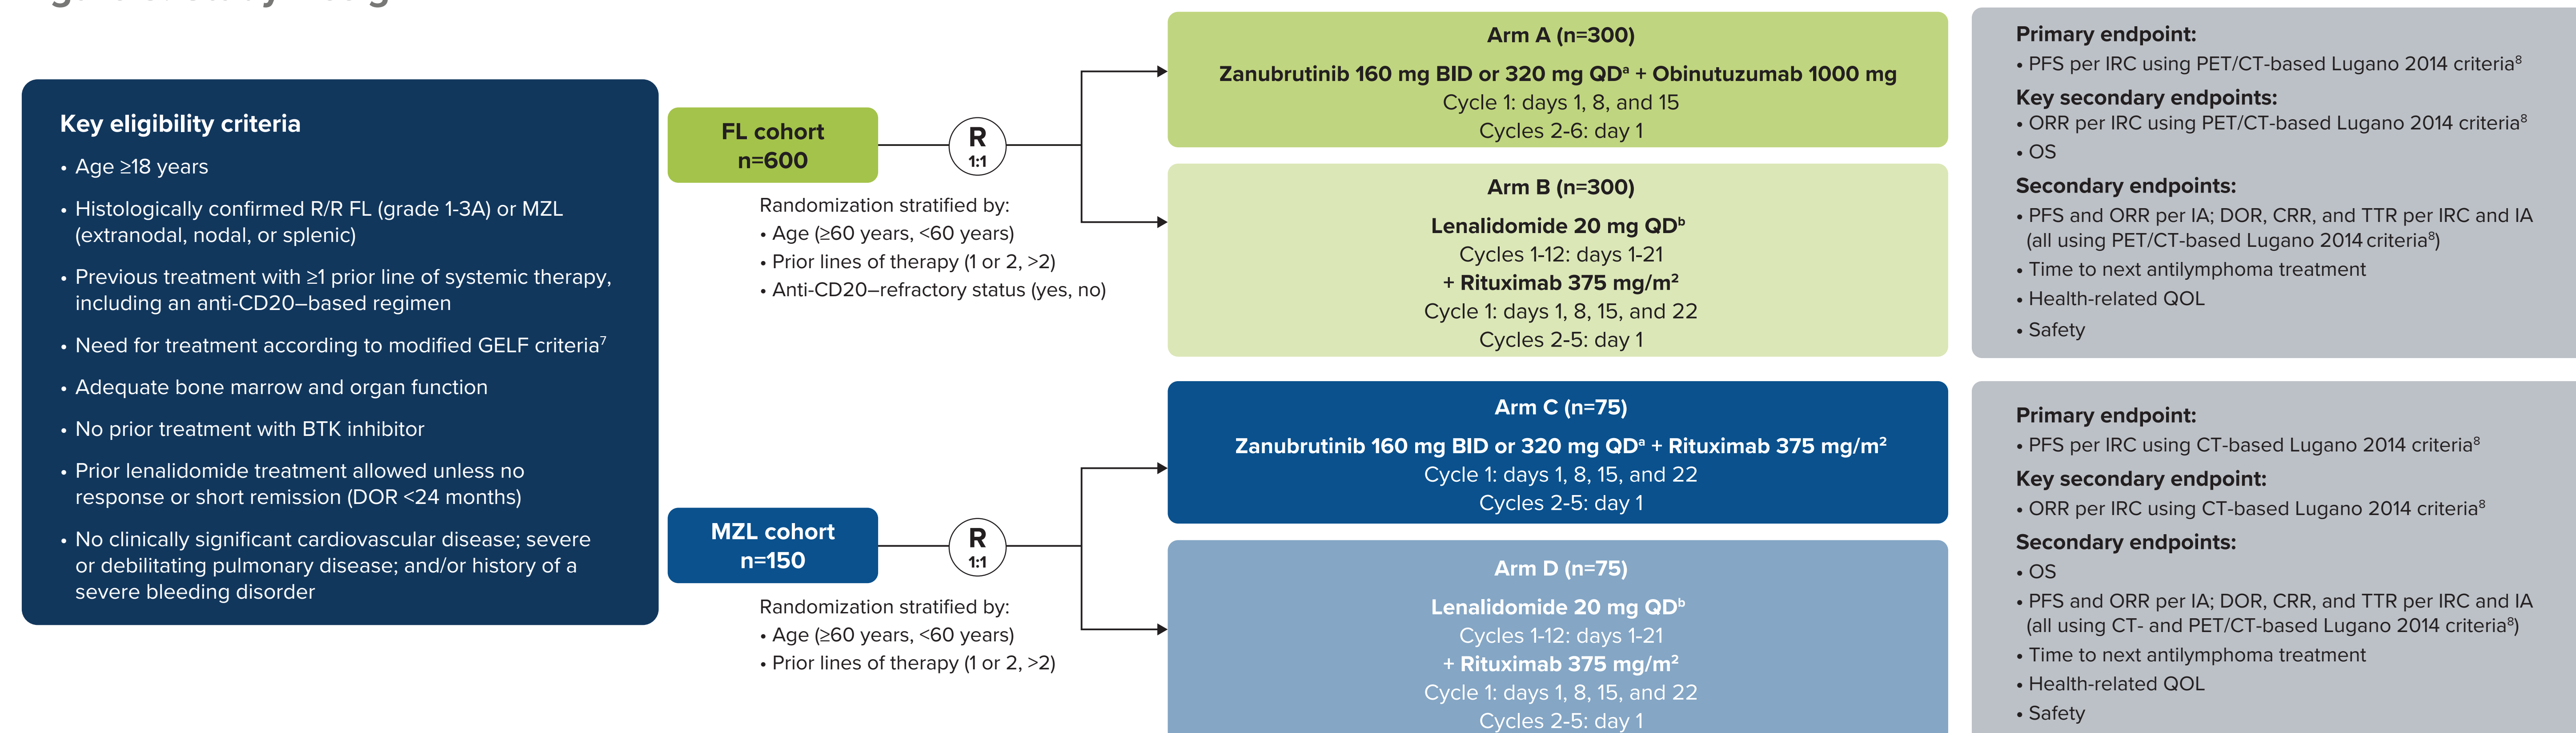 Key eligibility criteria
• Age ≥18 years
• Histologically confirmed R/R FL (grade 1-3A) or MZL
(extranodal, nodal, or splenic)
• Previous treatment with ≥1 prior line of systemic therapy,
including an anti-CD20–based regimen
• Need for treatment according to modified GELF criteria⁷
• Adequate bone marrow and organ function
• No prior treatment with BTK inhibitor
• Prior lenalidomide treatment allowed unless no
response or short remission (DOR <24 months)
• No clinically significant cardiovascular disease; severe
or debilitating pulmonary disease; and/or history of a
severe bleeding disorder
FL cohort
n=600
R
1:1
Randomization stratified by:
• Age (≥60 years, <60 years)
• Prior lines of therapy (1 or 2, >2)
• Anti-CD20–refractory status (yes, no)
Arm A (n=300)
Zanubrutinib 160 mg BID or 320 mg QDᵃ + Obinutuzumab 1000 mg
Cycle 1: days 1, 8, and 15
Cycles 2-6: day 1
Arm B (n=300)
Lenalidomide 20 mg QDᵇ
Cycles 1-12: days 1-21
+ Rituximab 375 mg/m²
Cycle 1: days 1, 8, 15, and 22
Cycles 2-5: day 1
Primary endpoint:
• PFS per IRC using PET/CT-based Lugano 2014 criteria⁸
Key secondary endpoints:
• ORR per IRC using PET/CT-based Lugano 2014 criteria⁸
• OS
Secondary endpoints:
• PFS and ORR per IA; DOR, CRR, and TTR per IRC and IA
(all using PET/CT-based Lugano 2014 criteria⁸)
• Time to next antilymphoma treatment
• Health-related QOL
• Safety
MZL cohort
n=150
R
1:1
Randomization stratified by:
• Age (≥60 years, <60 years)
• Prior lines of therapy (1 or 2, >2)
Arm C (n=75)
Zanubrutinib 160 mg BID or 320 mg QDᵃ + Rituximab 375 mg/m²
Cycle 1: days 1, 8, 15, and 22
Cycles 2-5: day 1
Arm D (n=75)
Lenalidomide 20 mg QDᵇ
Cycles 1-12: days 1-21
+ Rituximab 375 mg/m²
Cycle 1: days 1, 8, 15, and 22
Cycles 2-5: day 1
Primary endpoint:
• PFS per IRC using CT-based Lugano 2014 criteria⁸
Key secondary endpoint:
• ORR per IRC using CT-based Lugano 2014 criteria⁸
Secondary endpoints:
• OS
• PFS and ORR per IA; DOR, CRR, and TTR per IRC and IA
(all using CT- and PET/CT-based Lugano 2014 criteria⁸)
• Time to next antilymphoma treatment
• Health-related QOL
• Safety